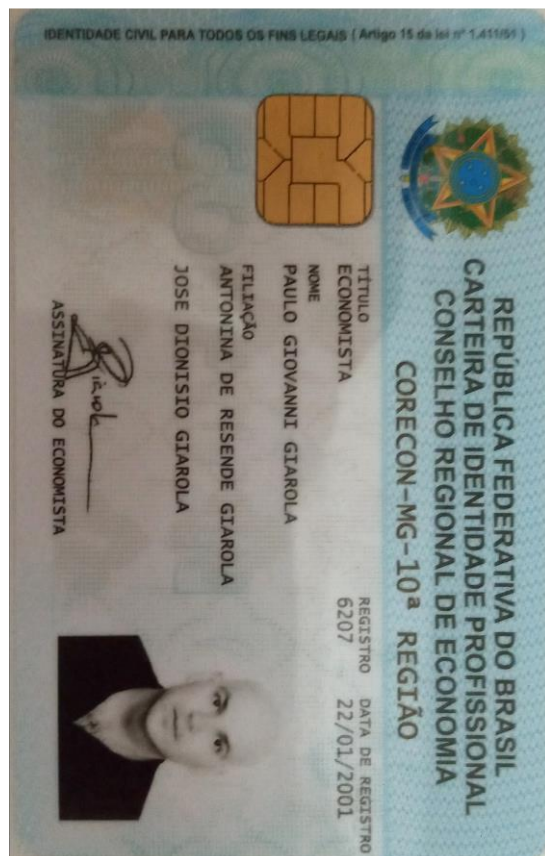 REPÚBLICA FEDERATIVA DO BRASIL
CARTEIRA DE IDENTIDADE PROFISSIONAL
CONSELHO REGIONAL DE ECONOMIA
CORECON-MG-10ª REGIÃO
TÍTULO REGISTRO DATA DE REGISTRO
ECONOMISTA 6207 22/01/2001
NOME
PAULO GIOVANNI GIAROLA
FILIAÇÃO
ANTONINA DE RESENDE GIAROLA
JOSE DIONISIO GIAROLA
Giarola
ASSINATURA DO ECONOMISTA
IDENTIDADE CIVIL PARA TODOS OS FINS LEGAIS ( Artigo 15 da lei nº 1.411/51 )